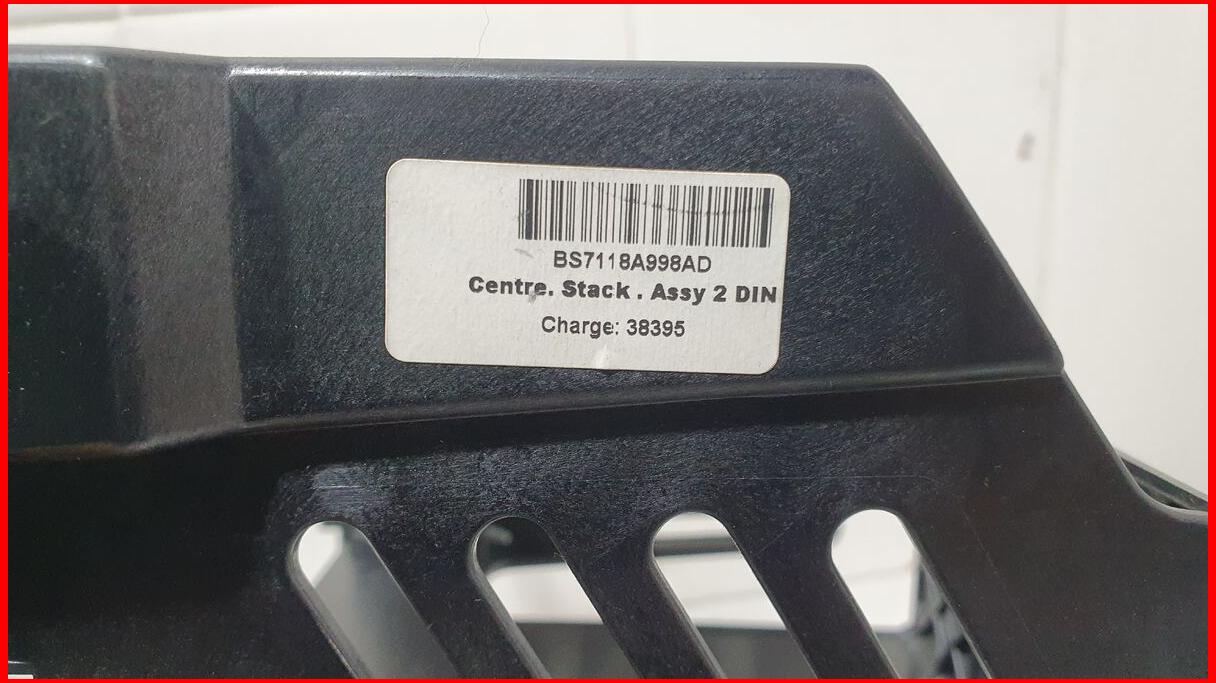 BS7118A998AD
Centre. Stack . Assy 2 DIN
Charge: 38395